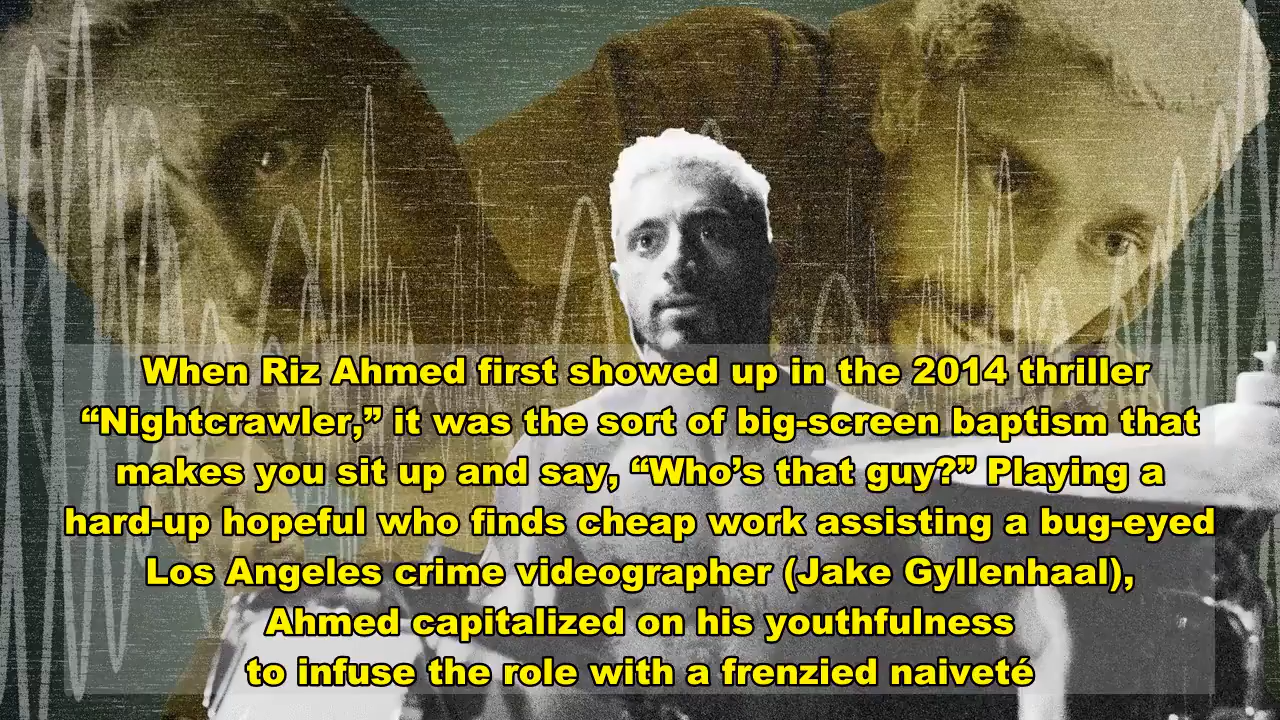 When Riz Ahmed first showed up in the 2014 thriller
“Nightcrawler,” it was the sort of big-screen baptism that
makes you sit up and say, “Who’s that guy?” Playing a
hard-up hopeful who finds cheap work assisting a bug-eyed
Los Angeles crime videographer (Jake Gyllenhaal),
Ahmed capitalized on his youthfulness
to infuse the role with a frenzied naiveté